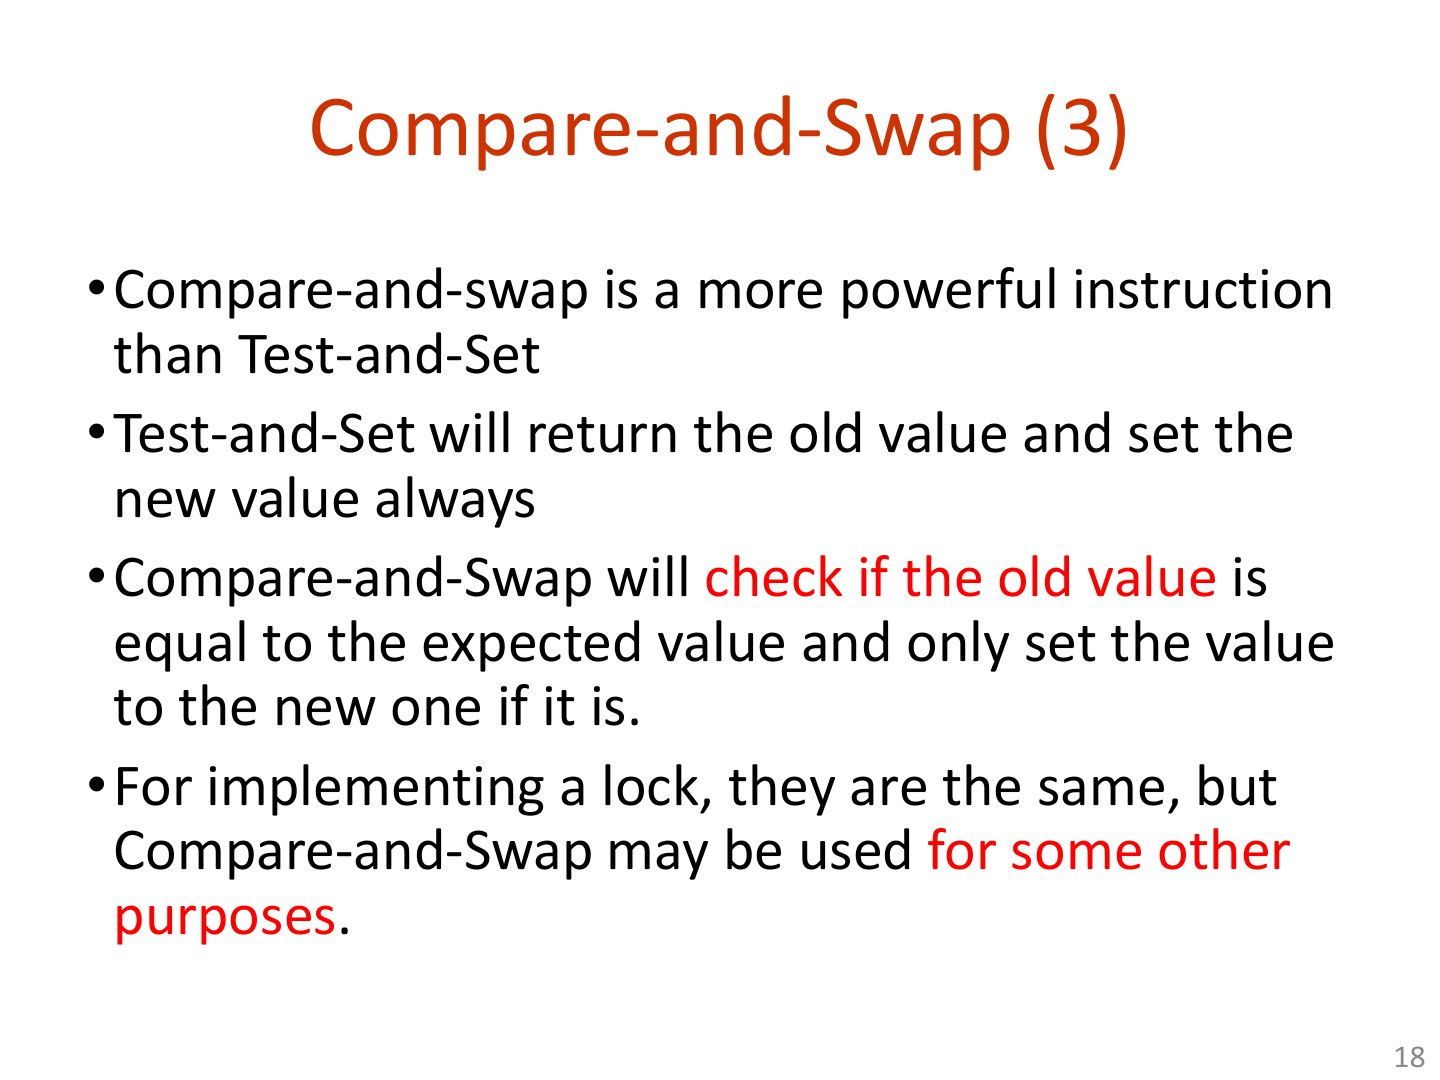 Compare-and-Swap (3)
•Compare-and-swap is a more powerful instruction
than Test-and-Set
•Test-and-Set will return the old value and set the
new value always
•Compare-and-Swap will check if the old value is
equal to the expected value and only set the value
to the new one if it is.
•For implementing a lock, they are the same, but
Compare-and-Swap may be used for some other
purposes.
18